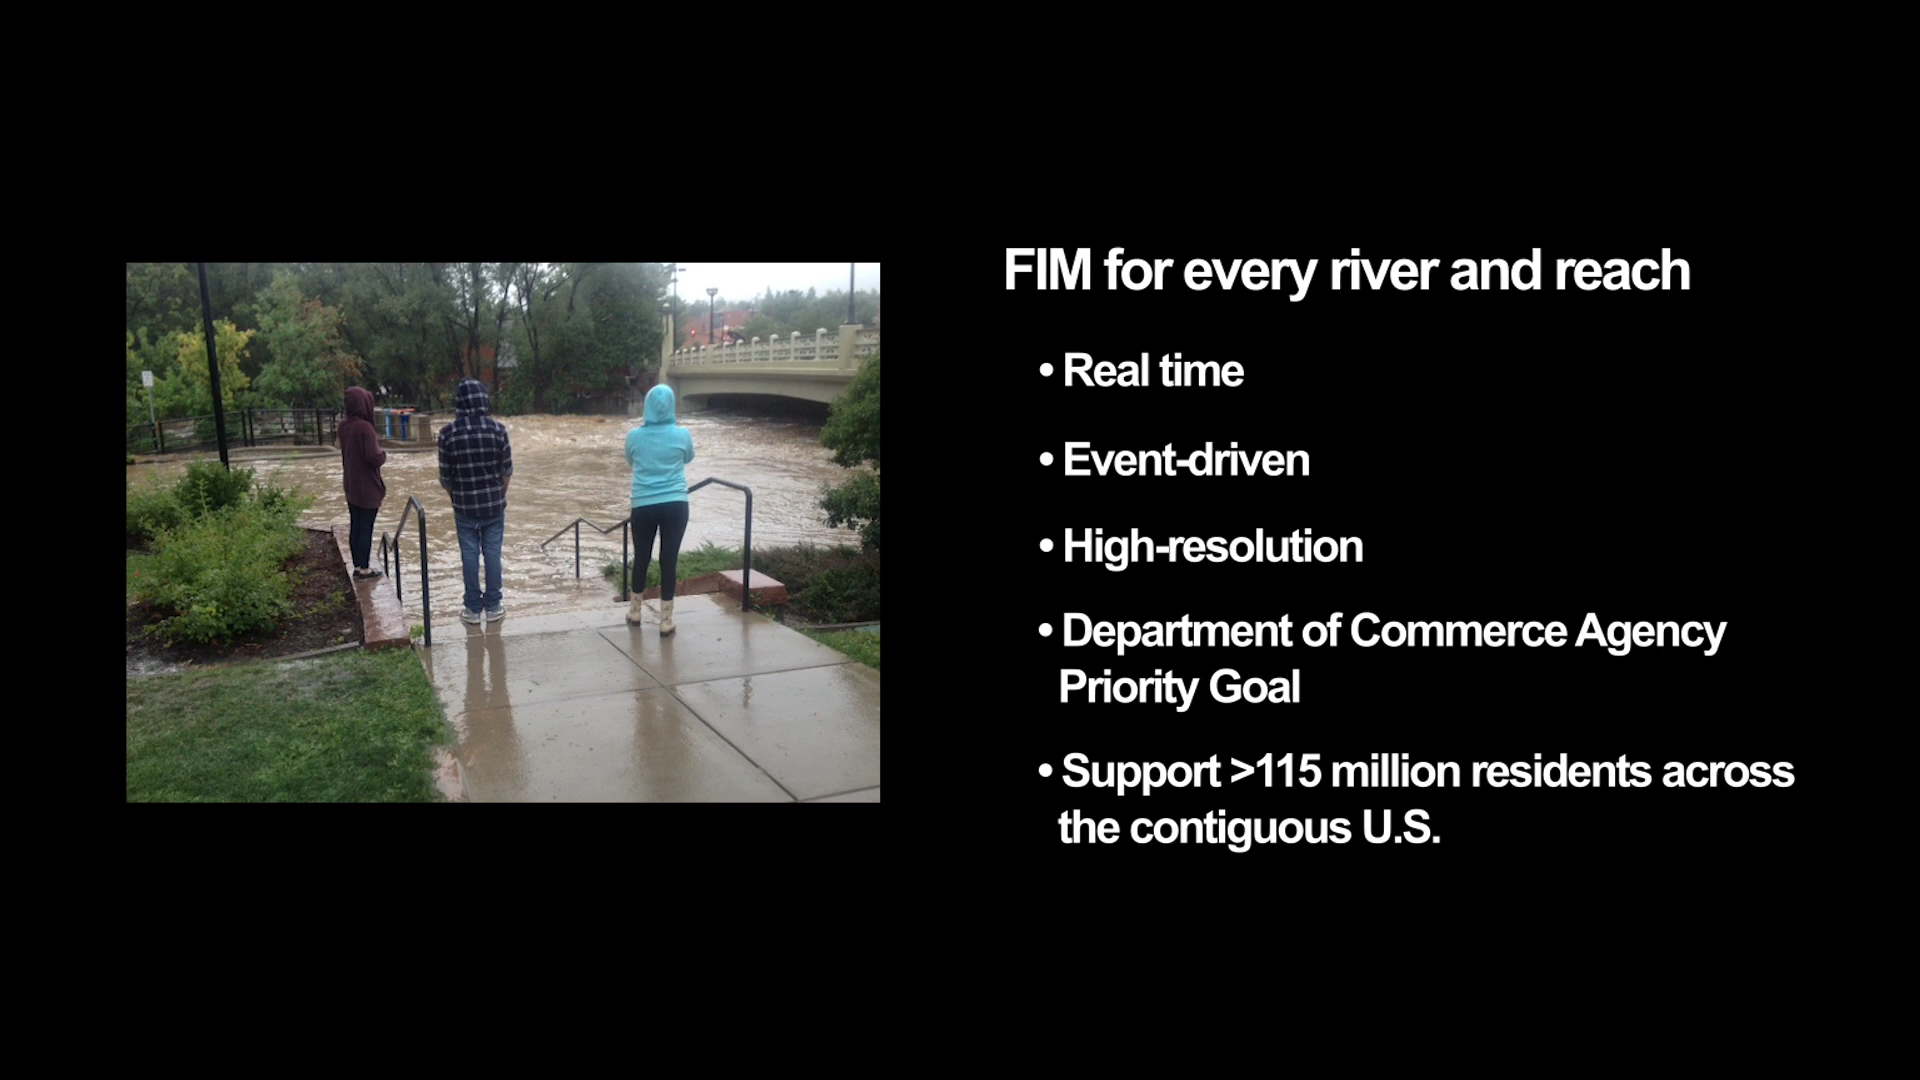 FIM for every river and reach
• Real time
• Event-driven
• High-resolution
• Department of Commerce Agency
Priority Goal
• Support >115 million residents across
the contiguous U.S.